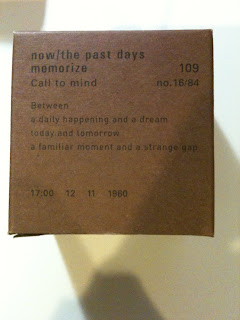 now/the past days
memorize 109
Call to mind no.18/84
Between
a daily happening and a dream
today and tomorrow
a familiar moment and a strange gap
17:00 12 11 1960